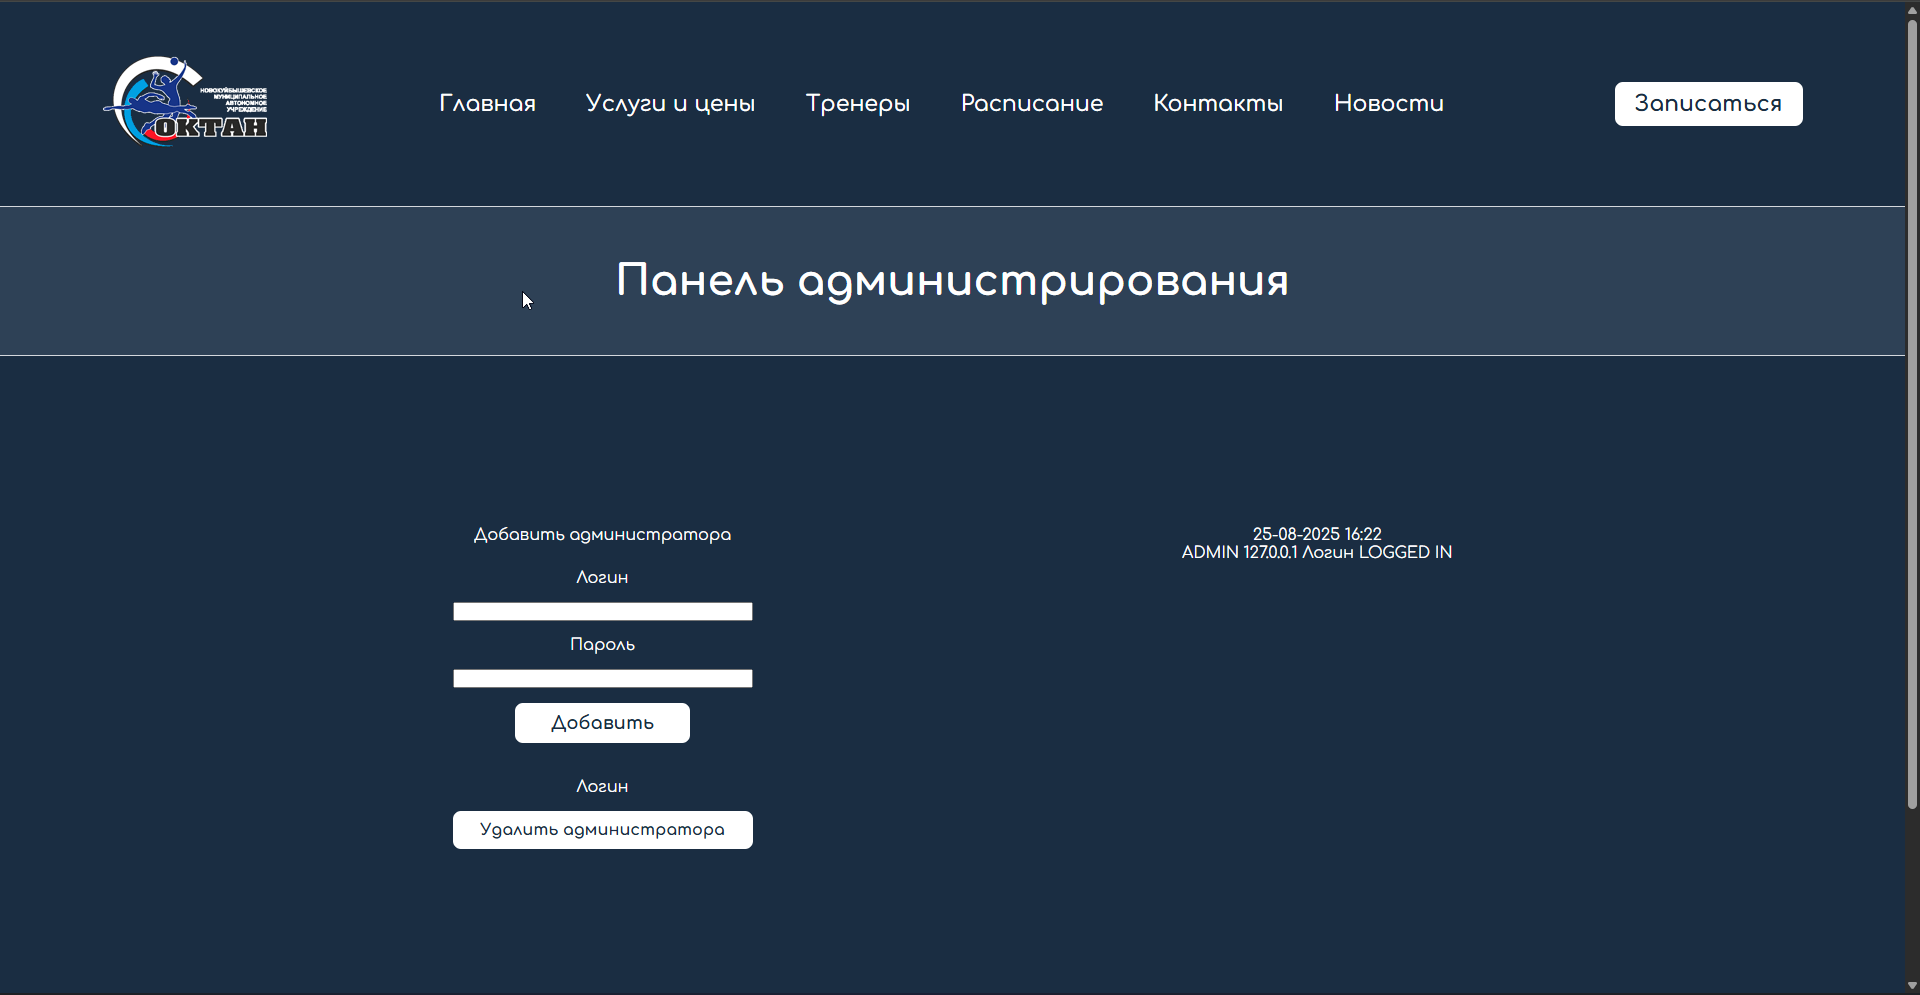 НОВОКУЙБЫШЕВСКОЕ
МУНИЦИПАЛЬНОЕ
АВТОНОМНОЕ
УЧРЕЖДЕНИЕ
ОКТАН
Главная
Услуги и цены
Тренеры
Расписание
Контакты
Новости
Записаться
Панель администрирования
Добавить администратора
Логин
Пароль
Добавить
Логин
Удалить администратора
25-08-2025 16:22
ADMIN 127.0.0.1 Логин LOGGED IN